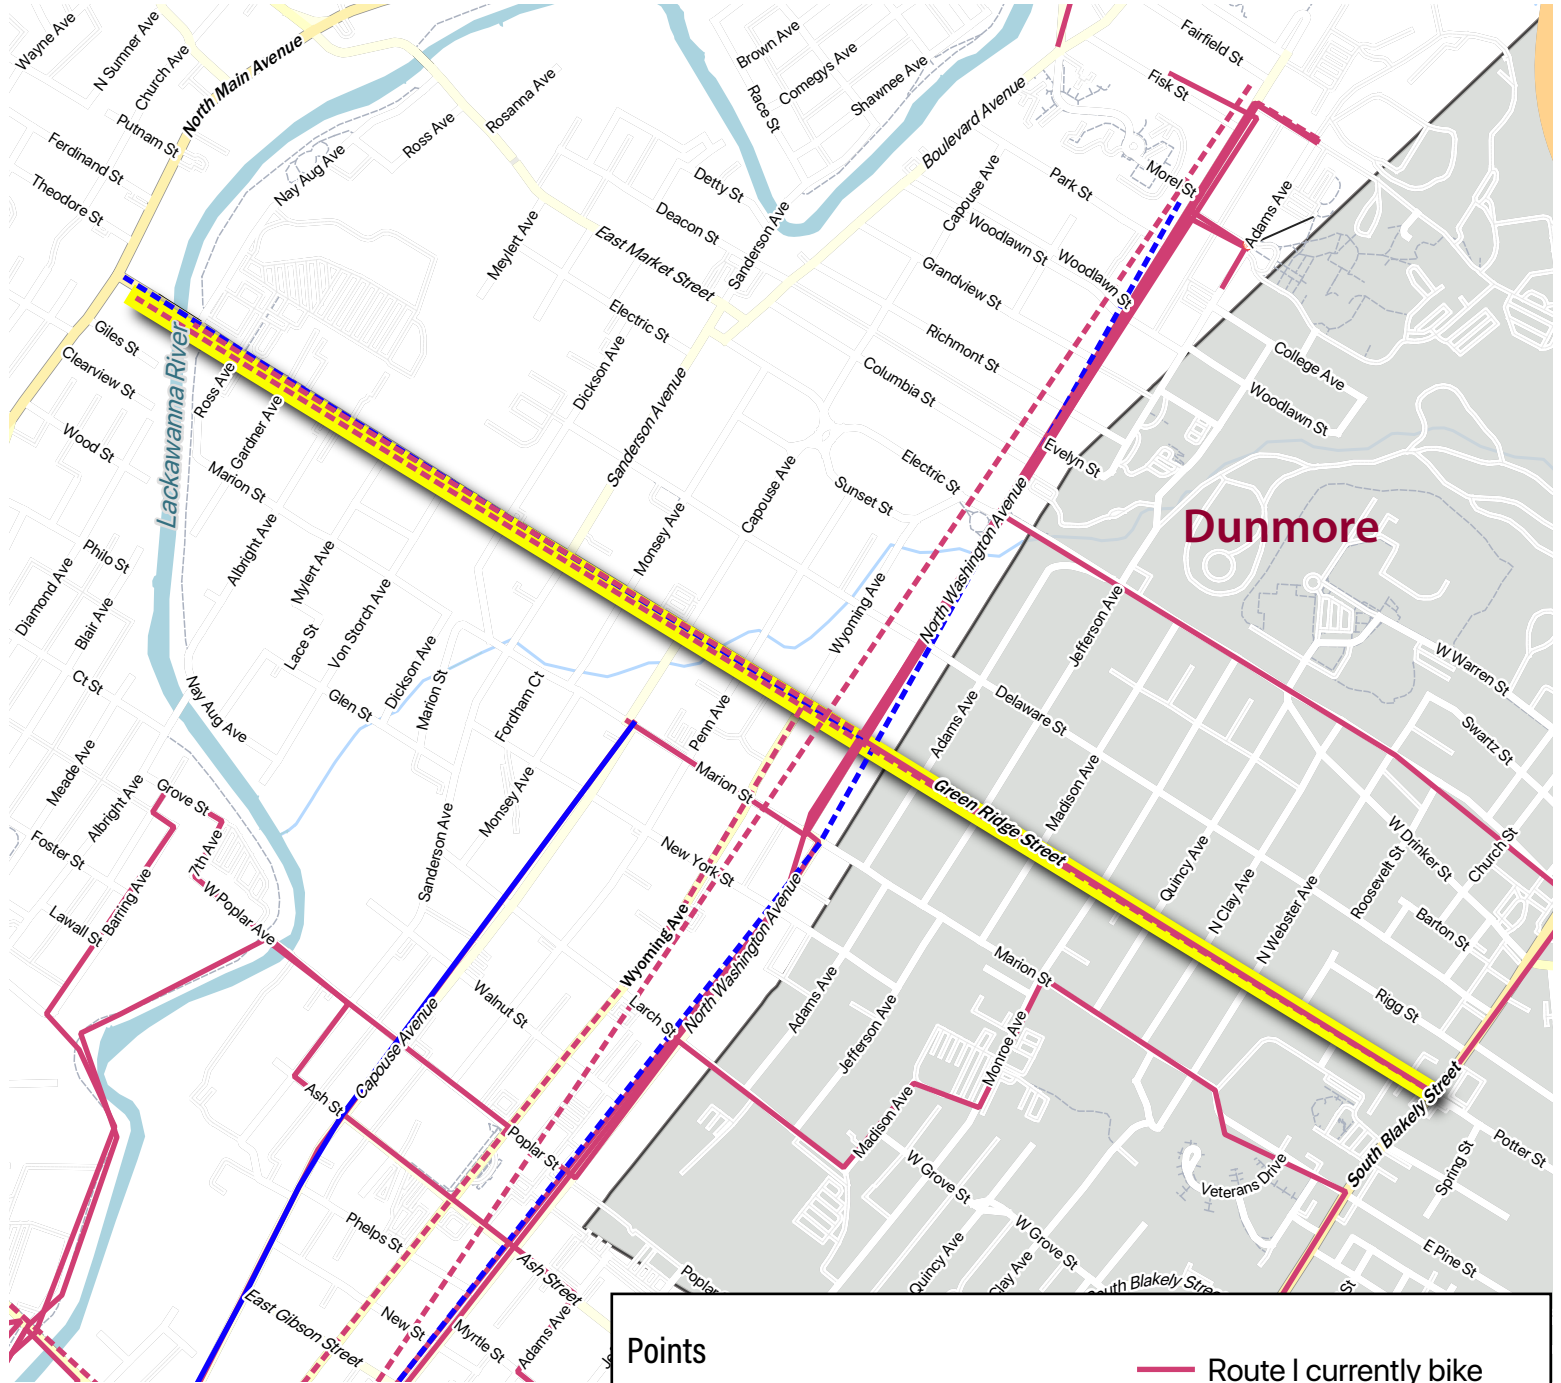 Wayne Ave
N Sumner Ave
Church Ave
North Main Avenue
Putnam St
Ferdinand St
Theodore St
Nay Aug Ave
Ross Ave
Rosanna Ave
Brown Ave
Comegys Ave
Race St
Shawnee Ave
Boulevard Avenue
Fairfield St
Fisk St
Detty St
Deacon St
Sanderson Ave
Meylert Ave
East Market Street
Capouse Ave
Park St
Morel St
Adams Ave
Woodlawn St
Woodlawn St
Grandview St
Electric St
Richmont St
Columbia St
College Ave
Woodlawn St
Giles St
Clearview St
Lackawanna River
Ross Ave
Gardner Ave
Wood St
Marion St
Dickson Ave
Sanderson Avenue
Evelyn St
Electric St
Sunset St
Capouse Ave
Monsey Ave
Dunmore
North Washington Avenue
Albright Ave
Philo St
Diamond Ave
Blair Ave
Mylert Ave
Lace St
Von Storch Ave
Wyoming Ave
North Washington Avenue
Jefferson Ave
W Warren St
Ct St
Nay Aug Ave
Glen St
Dickson Ave
Marion St
Fordham Ct
Penn Ave
Adams Ave
Delaware St
Swartz St
Meade Ave
Albright Ave
Grove St
7th Ave
Monsey Ave
Marion St
Madison Ave
Green Ridge Street
W Drinker St
Church St
Foster St
Sanderson Ave
New York St
Quincy Ave
N Clay Ave
Roosevelt St
Barton St
Lawall St
Barring Ave
W Poplar Ave
Wyoming Ave
North Washington Avenue
N Webster Ave
Marion St
Walnut St
Larch St
Adams Ave
Jefferson Ave
Monroe Ave
Rigg St
Capouse Avenue
Ash St
Poplar St
Madison Ave
W Grove St
South Blakely Street
Potter St
Spring St
Veterans Drive
Phelps St
Ash Street
W Grove St
E Pine St
Quincy Ave
Clay Ave
Poplar
outh Blakely Stree
St
East Gibson Street
New St
Myrtle St
Adams Ave
Je
Points
Route I currently bike